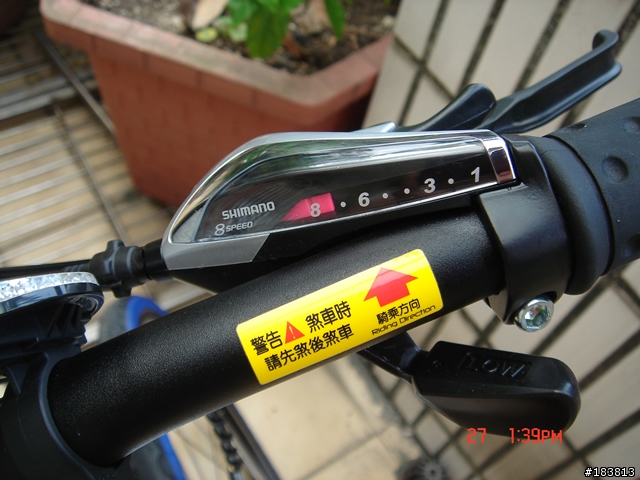 SHIMANO
8 SPEED
8 · 6 · · 3 · 1
警告 煞車時
請先煞後煞車
騎乘方向
Riding Direction
LOW
27 1:39PM
#183813